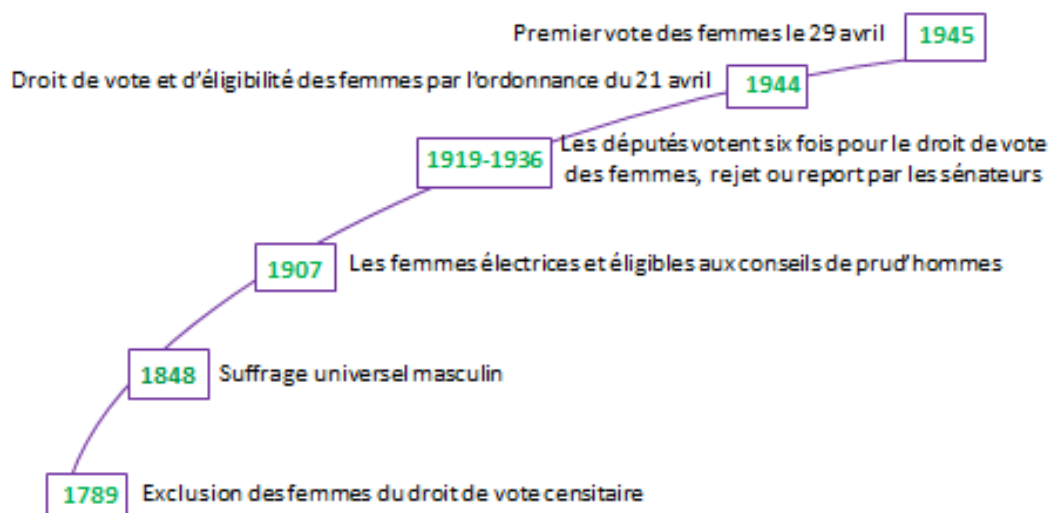 Premier vote des femmes le 29 avril 1945
Droit de vote et d'éligibilité des femmes par l'ordonnance du 21 avril 1944
1919-1936 Les députés votent six fois pour le droit de vote
des femmes, rejet ou report par les sénateurs
1907 Les femmes électrices et éligibles aux conseils de prud'hommes
1848 Suffrage universel masculin
1789 Exclusion des femmes du droit de vote censitaire